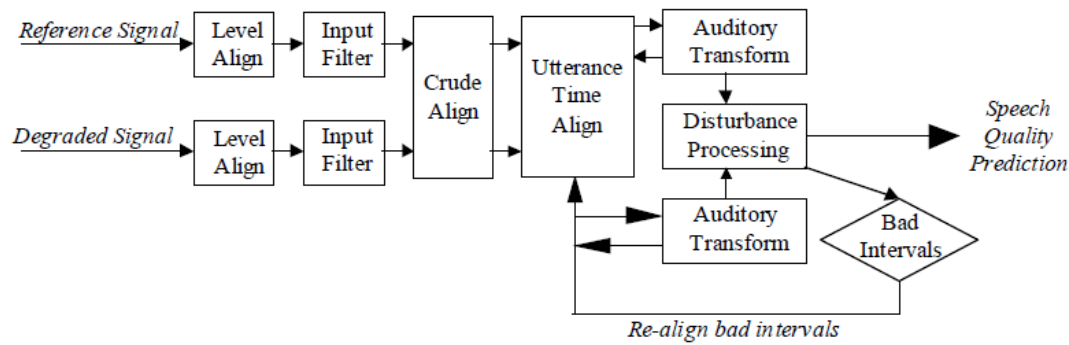 Reference Signal
Level
Align
Input
Filter
Crude
Align
Utterance
Time
Align
Auditory
Transform
Degraded Signal
Level
Align
Input
Filter
Disturbance
Processing
Speech
Quality
Prediction
Auditory
Transform
Bad
Intervals
Re-align bad intervals